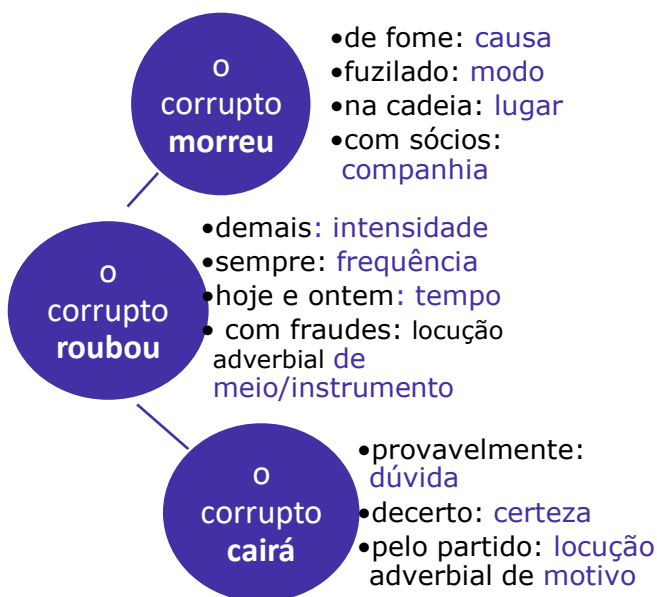 o
corrupto
morreu
•de fome: causa
•fuzilado: modo
•na cadeia: lugar
•com sócios:
companhia
o
corrupto
roubou
•demais: intensidade
•sempre: frequência
•hoje e ontem: tempo
• com fraudes: locução
adverbial de
meio/instrumento
o
corrupto
cairá
•provavelmente:
dúvida
•decerto: certeza
•pelo partido: locução
adverbial de motivo